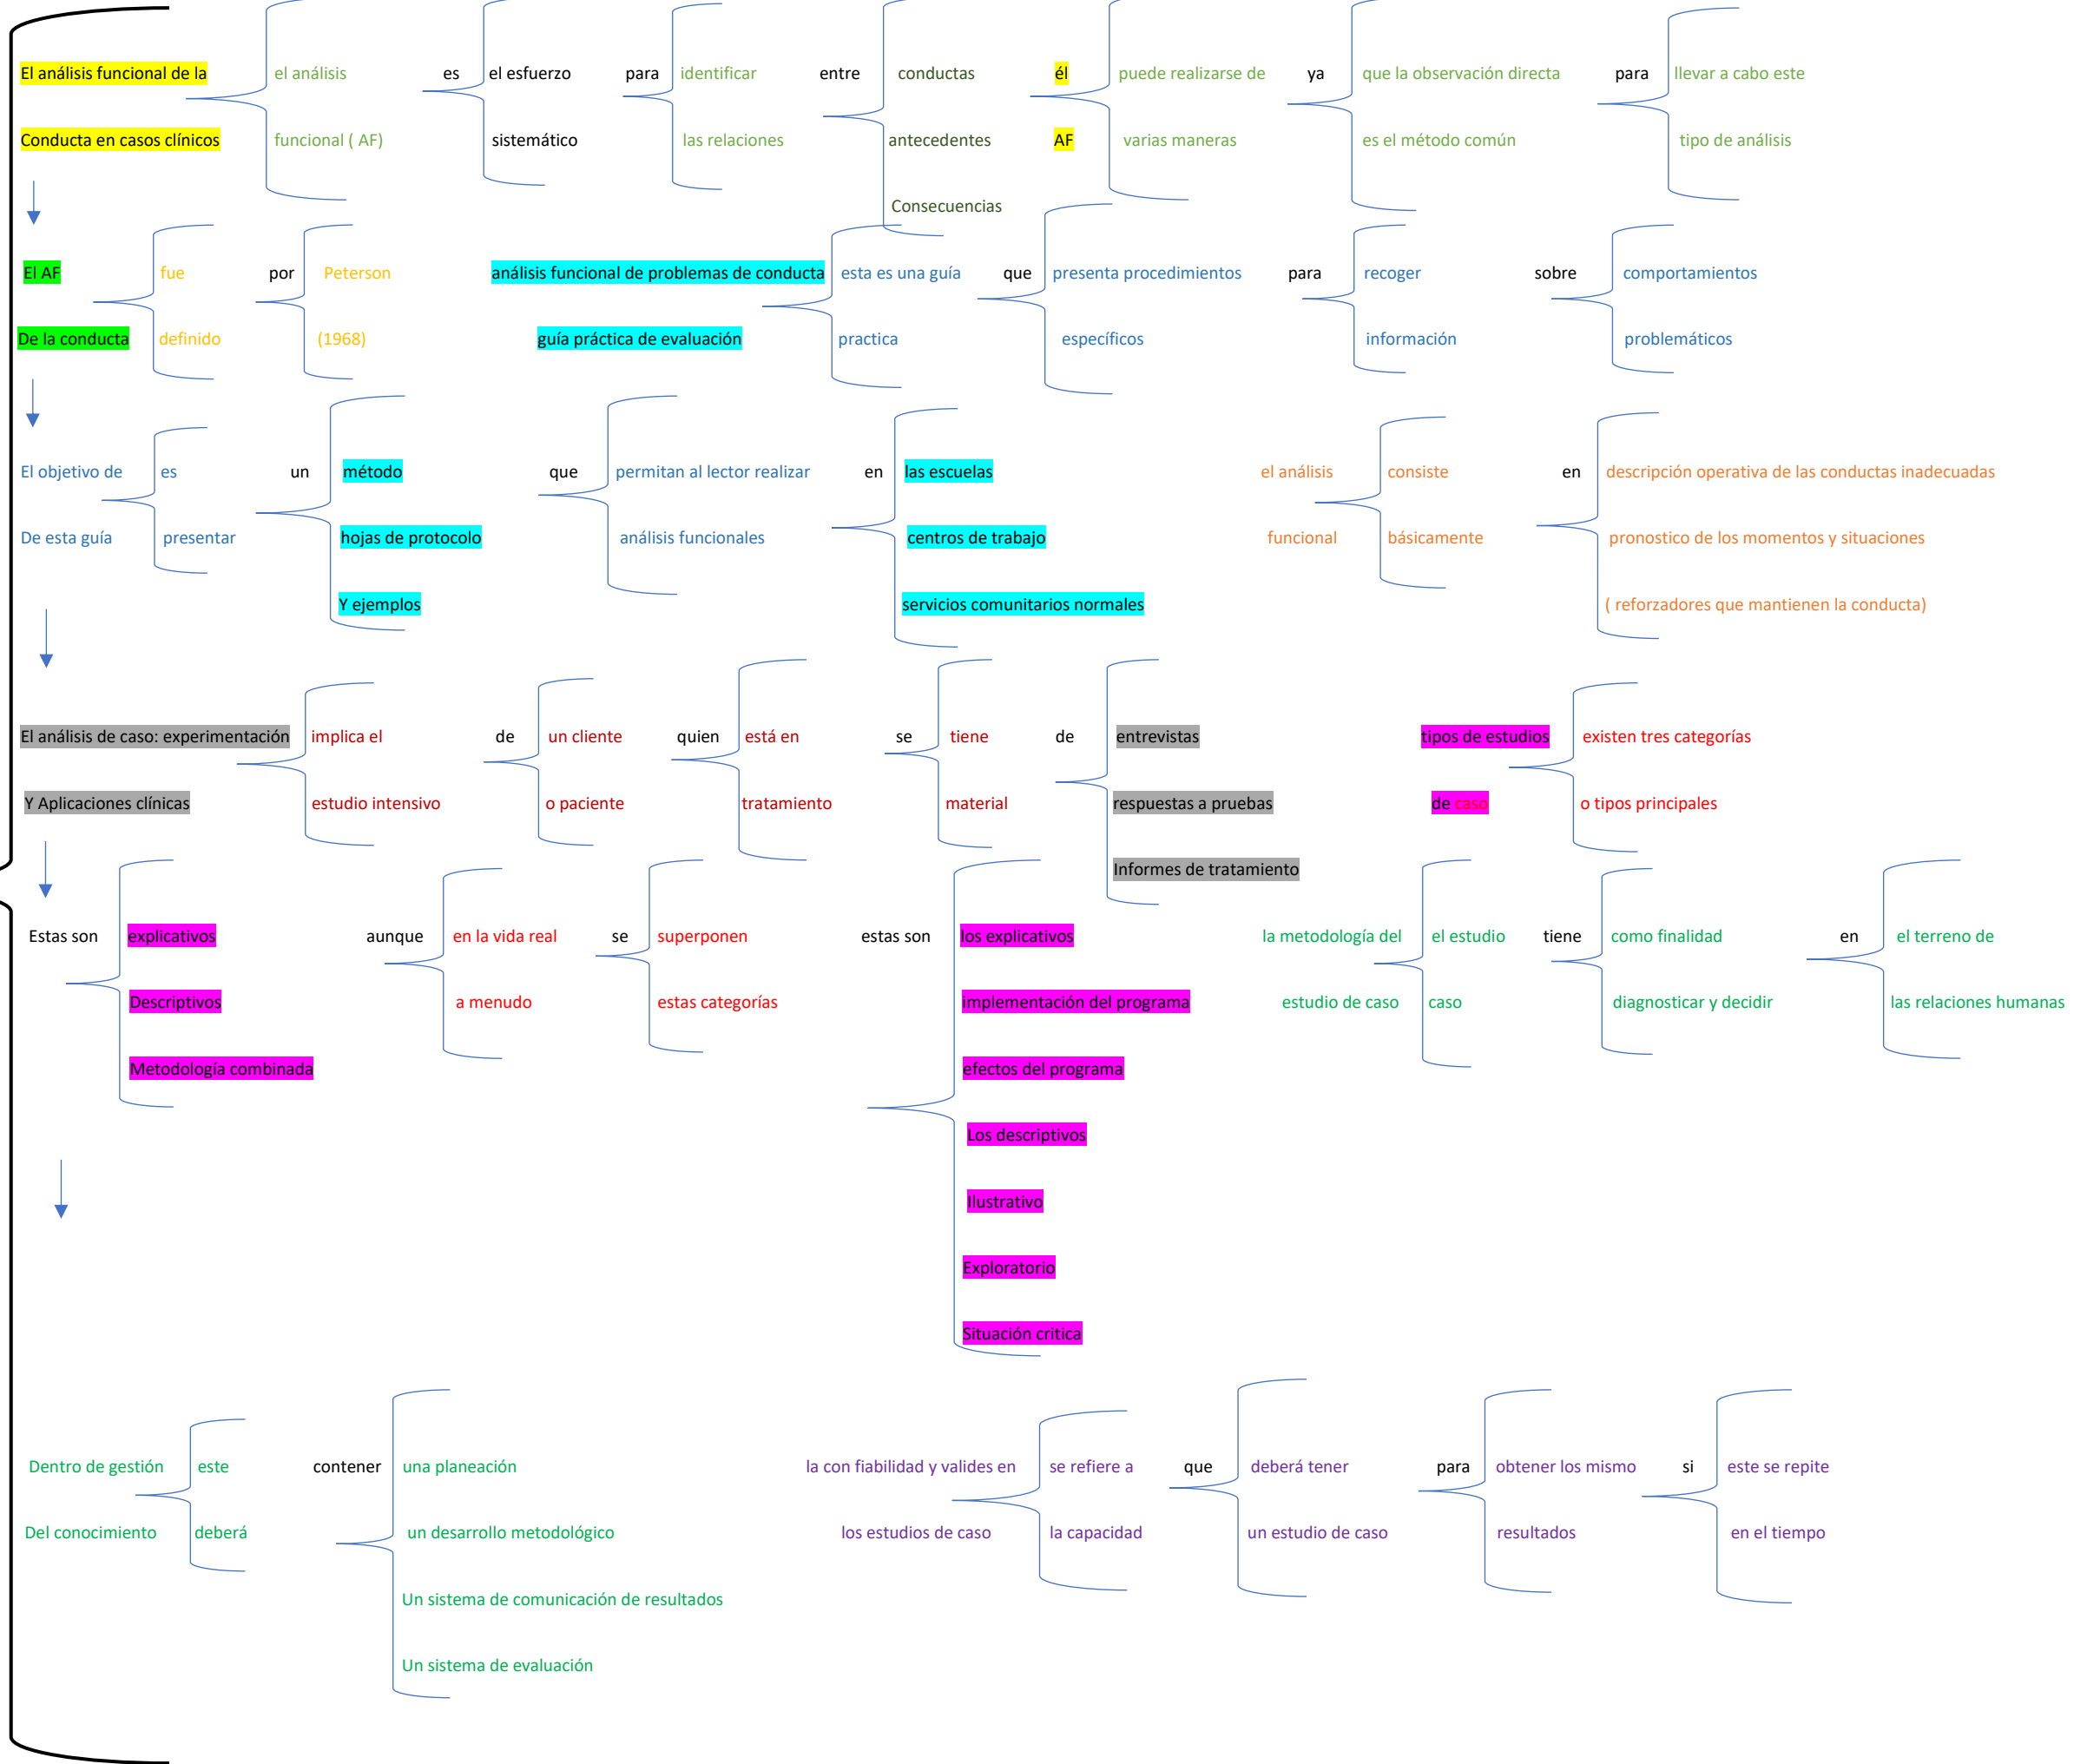 El análisis funcional de la el análisis es el esfuerzo para identificar entre conductas él puede realizarse de ya que la observación directa para llevar a cabo este
Conducta en casos clínicos funcional ( AF) sistemático las relaciones antecedentes AF varias maneras es el método común tipo de análisis
Consecuencias
El AF fue por Peterson análisis funcional de problemas de conducta esta es una guía que presenta procedimientos para recoger sobre comportamientos
De la conducta definido (1968) guía práctica de evaluación practica específicos información problemáticos
El objetivo de es un método que permitan al lector realizar en las escuelas el análisis consiste en descripción operativa de las conductas inadecuadas
De esta guía presentar hojas de protocolo análisis funcionales centros de trabajo funcional básicamente pronostico de los momentos y situaciones
Y ejemplos servicios comunitarios normales ( reforzadores que mantienen la conducta)
El análisis de caso: experimentación implica el de un cliente quien está en se tiene de entrevistas tipos de estudios existen tres categorías
Y Aplicaciones clínicas estudio intensivo o paciente tratamiento material respuestas a pruebas de caso o tipos principales
Informes de tratamiento
Estas son explicativos aunque en la vida real se superponen estas son los explicativos la metodología del el estudio tiene como finalidad en el terreno de
Descriptivos a menudo estas categorías implementación del programa estudio de caso caso diagnosticar y decidir las relaciones humanas
Metodología combinada efectos del programa
Los descriptivos
Ilustrativo
Exploratorio
Situación critica
Dentro de gestión este contener una planeación la con fiabilidad y valides en se refiere a que deberá tener para obtener los mismo si este se repite
Del conocimiento deberá un desarrollo metodológico los estudios de caso la capacidad un estudio de caso resultados en el tiempo
Un sistema de comunicación de resultados
Un sistema de evaluación